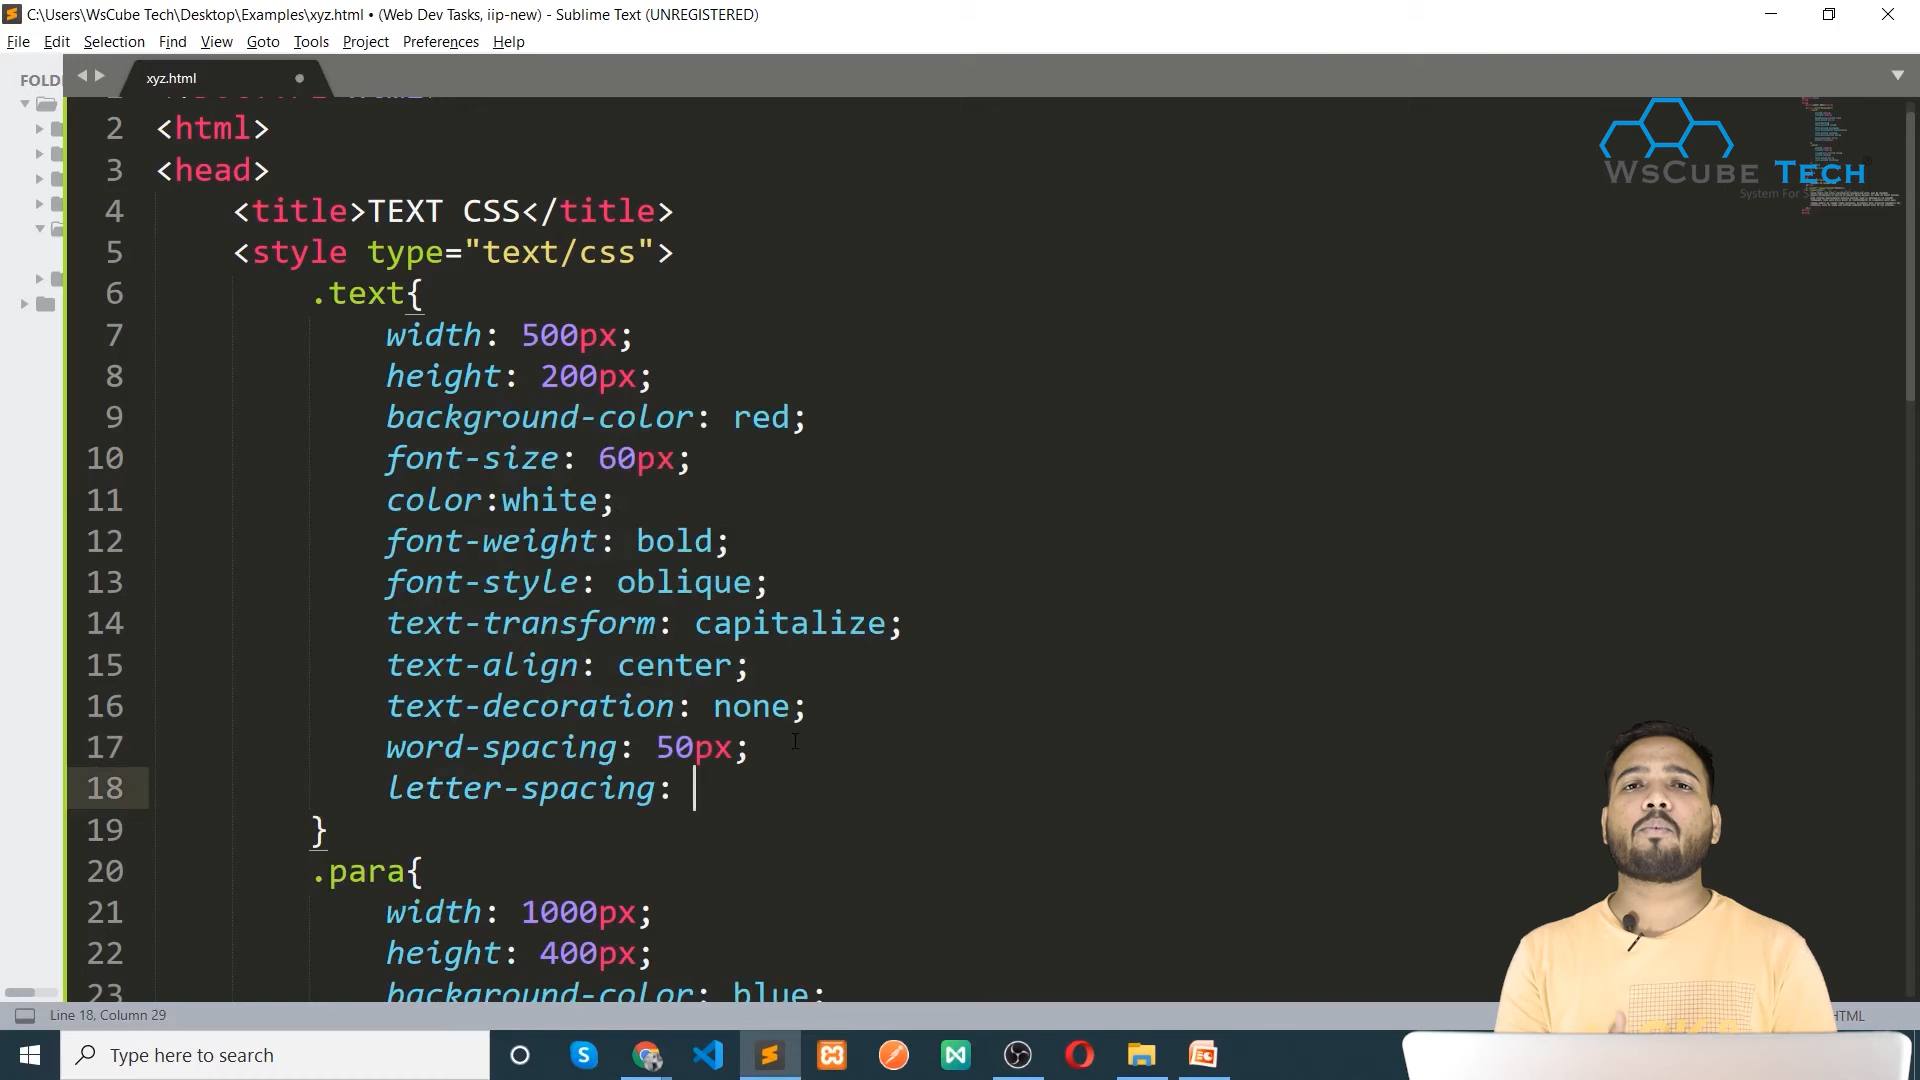 C:\Users\WsCube Tech\Desktop\Examples\xyz.html • (Web Dev Tasks, iip-new) - Sublime Text (UNREGISTERED)
File Edit Selection Find View Goto Tools Project Preferences Help
FOLD
xyz.html
WsCube Tech
System For S
2 <html>
3 <head>
4 <title>TEXT CSS</title>
5 <style type="text/css">
6 .text{
7 width: 500px;
8 height: 200px;
9 background-color: red;
10 font-size: 60px;
11 color:white;
12 font-weight: bold;
13 font-style: oblique;
14 text-transform: capitalize;
15 text-align: center;
16 text-decoration: none;
17 word-spacing: 50px;
18 letter-spacing:
19 }
20 .para{
21 width: 1000px;
22 height: 400px;
23 background-color: blue;
Line 18, Column 29
HTML
Type here to search